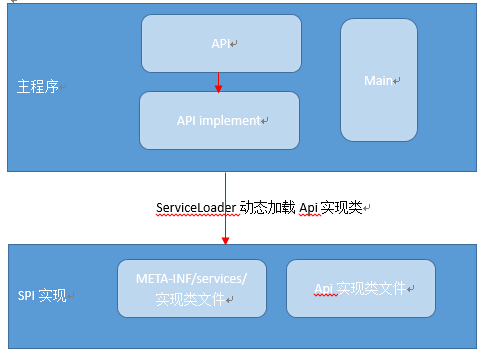 API
主程序
Main
API implement
ServiceLoader 动态加载 Api 实现类
META-INF/services/
实现类文件
SPI 实现
Api 实现类文件